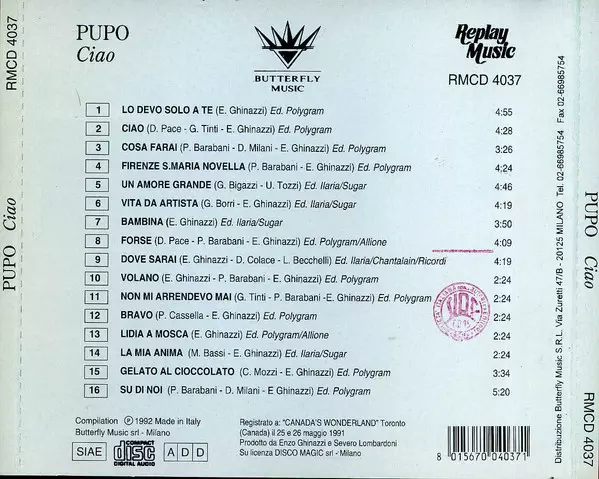 PUPO
Ciao
BUTTERFLY
MUSIC
Replay
Music
RMCD 4037
1 LO DEVO SOLO A TE (E. Ghinazzi) Ed. Polygram 4:55
2 CIAO (D. Pace - G. Tinti - E. Ghinazzi) Ed. Polygram 4:28
3 COSA FARAI (P. Barabani - D. Milani - E. Ghinazzi) Ed. Polygram 3:26
4 FIRENZE S.MARIA NOVELLA (P. Barabani - E. Ghinazzi) Ed. Polygram 4;24
5 UN AMORE GRANDE (G. Bigazzi - U. Tozzi) Ed. Ilaria/Sugar 4:46
6 VITA DA ARTISTA (G. Borri - E. Ghinazzi) Ed. Ilaria/Sugar 4:19
7 BAMBINA (E. Ghinazzi) Ed. Ilaria/Sugar 3:50
8 FORSE (D. Pace - P. Barabani - E. Ghinazzi) Ed. Polygram/Allione 4:09
9 DOVE SARAI (E. Ghinazzi - D. Colace - L. Becchelli) Ed. Ilaria/Chantalain/Ricordi 4:19
10 VOLANO (E. Ghinazzi - P. Barabani - E. Ghinazzi) Ed. Polygram 2:24
11 NON MI ARRENDEVO MAI (G. Tinti - P. Barabani -E. Ghinazzi) Ed. Polygram 2:24
12 BRAVO (P. Cassella - E. Ghinazzi) Ed. Polygram 2:24
13 LIDIA A MOSCA (E. Ghinazzi) Ed. Polygram/Allione 2:24
14 LA MIA ANIMA (M. Bassi - E. Ghinazzi) Ed. Ilaria/Sugar 2:24
15 GELATO AL CIOCCOLATO (C. Mozzi - E. Ghinazzi) Ed. Polygram 3:34
16 SU DI NOI (P. Barabani - D. Milani - E Ghinazzi) Ed. Polygram 5:20
Compilation ℗ 1992 Made in Italy
Butterfly Music srl - Milano
SIAE
COMPACT
disc
DIGITAL AUDIO
ADD
Registrato a: "CANADA'S WONDERLAND" Toronto
(Canada) il 25 e 26 maggio 1991
Prodotto da Enzo Ghinazzi e Severo Lombardoni
Su licenza DISCO MAGIC srl - Milano
8 015670 040371
Distribuzione Butterfly Music S.R.L. Via Zuretti 47/B - 20125 MILANO Tel. 02-66985754 Fax 02-66985754
RMCD 4037
PUPO Ciao
PUPO Ciao
RMCD 4037